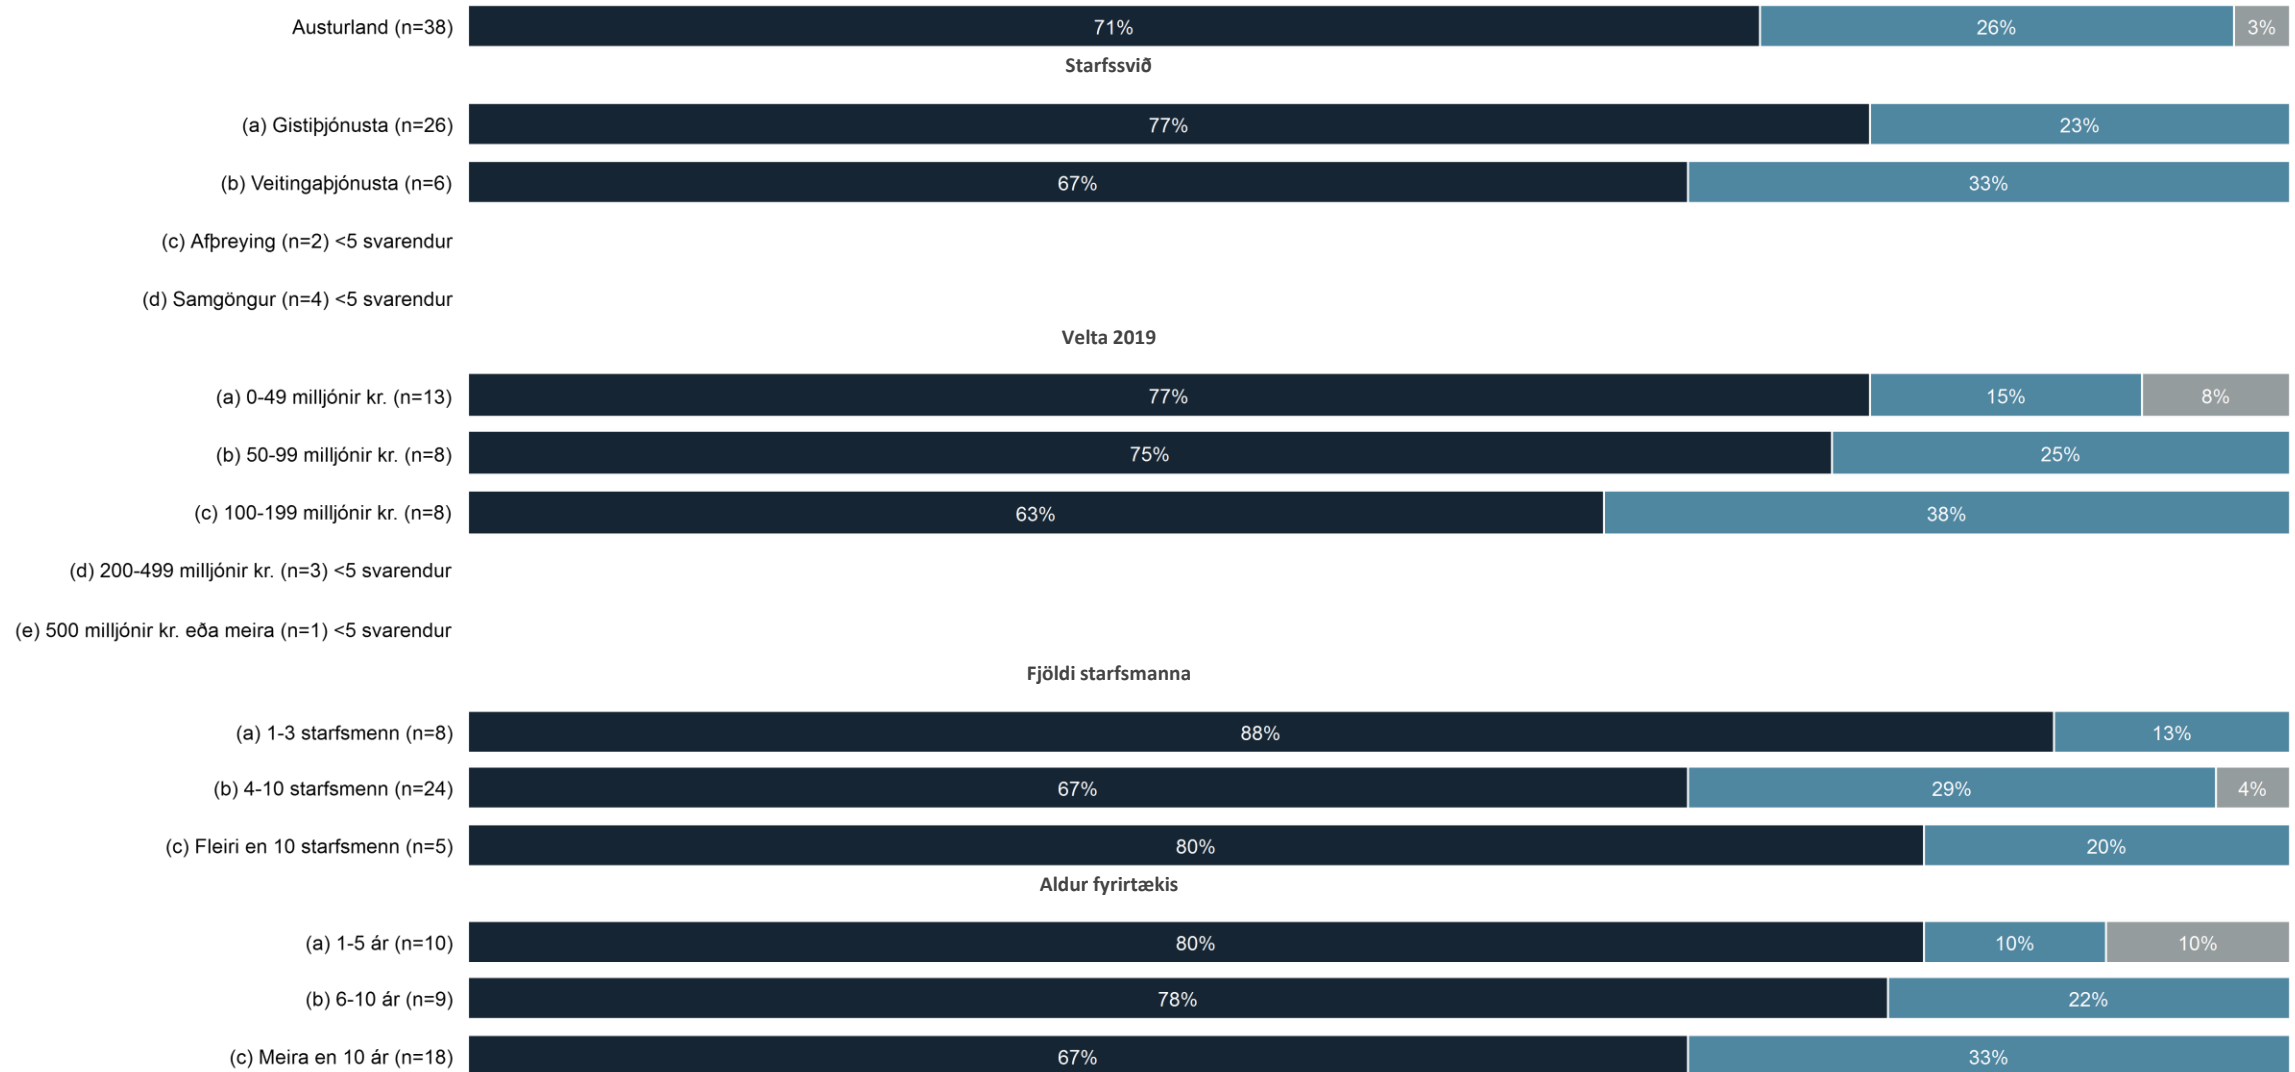 Austurland (n=38) 71% 26% 3%
Starfssvið
(a) Gistiþjónusta (n=26) 77% 23%
(b) Veitingaþjónusta (n=6) 67% 33%
(c) Afþreying (n=2) <5 svarendur
(d) Samgöngur (n=4) <5 svarendur
Velta 2019
(a) 0-49 milljónir kr. (n=13) 77% 15% 8%
(b) 50-99 milljónir kr. (n=8) 75% 25%
(c) 100-199 milljónir kr. (n=8) 63% 38%
(d) 200-499 milljónir kr. (n=3) <5 svarendur
(e) 500 milljónir kr. eða meira (n=1) <5 svarendur
Fjöldi starfsmanna
(a) 1-3 starfsmenn (n=8) 88% 13%
(b) 4-10 starfsmenn (n=24) 67% 29% 4%
(c) Fleiri en 10 starfsmenn (n=5) 80% 20%
Aldur fyrirtækis
(a) 1-5 ár (n=10) 80% 10% 10%
(b) 6-10 ár (n=9) 78% 22%
(c) Meira en 10 ár (n=18) 67% 33%